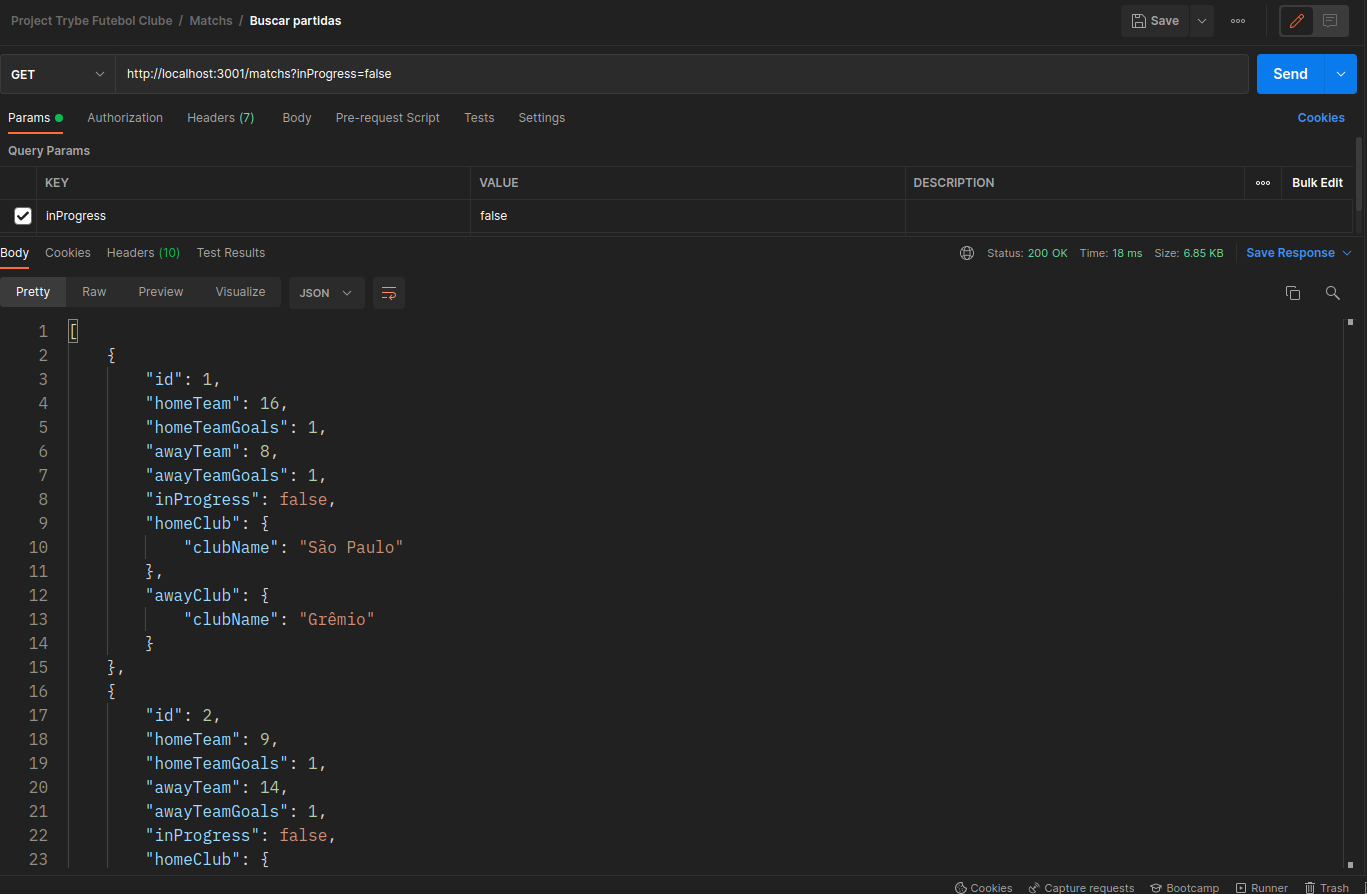 Project Trybe Futebol Clube / Matchs / Buscar partidas Save ooo
GET http://localhost:3001/matchs?inProgress=false Send
Params Authorization Headers (7) Body Pre-request Script Tests Settings Cookies
Query Params
KEY VALUE DESCRIPTION ooo Bulk Edit
inProgress false
Body Cookies Headers (10) Test Results Status: 200 OK Time: 18 ms Size: 6.85 KB Save Response
Pretty Raw Preview Visualize JSON
1 [
2 {
3 "id": 1,
4 "homeTeam": 16,
5 "homeTeamGoals": 1,
6 "awayTeam": 8,
7 "awayTeamGoals": 1,
8 "inProgress": false,
9 "homeClub": {
10 "clubName": "São Paulo"
11 },
12 "awayClub": {
13 "clubName": "Grêmio"
14 }
15 },
16 {
17 "id": 2,
18 "homeTeam": 9,
19 "homeTeamGoals": 1,
20 "awayTeam": 14,
21 "awayTeamGoals": 1,
22 "inProgress": false,
23 "homeClub": {
Cookies Capture requests Bootcamp Runner Trash